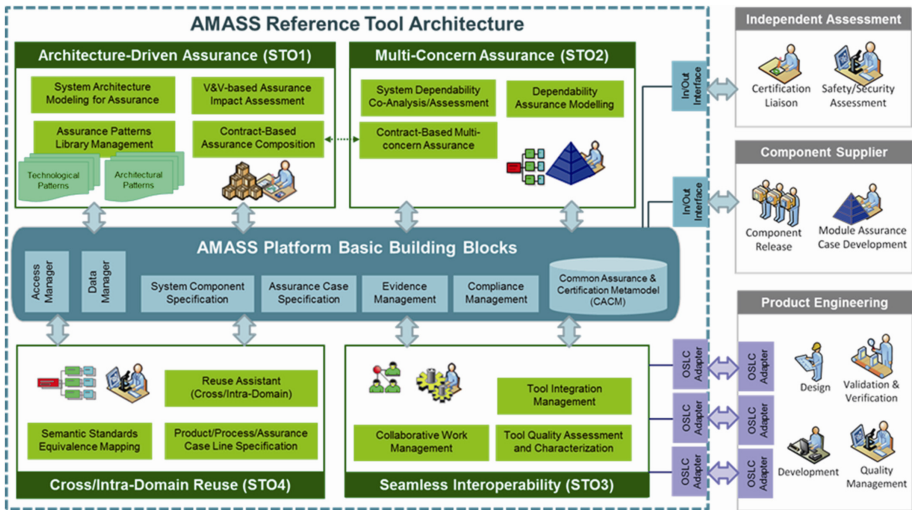 AMASS Reference Tool Architecture
Architecture-Driven Assurance (STO1)
System Architecture
Modeling for Assurance
V&V-based Assurance
Impact Assessment
Assurance Patterns
Library Management
Contract-Based
Assurance Composition
Technological
Patterns
Architectural
Patterns
Multi-Concern Assurance (STO2)
System Dependability
Co-Analysis/Assessment
Dependability
Assurance Modelling
Contract-Based Multi-
concern Assurance
In/Out
Interface
In/Out
Interface
AMASS Platform Basic Building Blocks
Access
Manager
Data
Manager
System Component
Specification
Assurance Case
Specification
Evidence
Management
Compliance
Management
Common Assurance &
Certification Metamodel
(CACM)
Reuse Assistant
(Cross/Intra-Domain)
Semantic Standards
Equivalence Mapping
Product/Process/Assurance
Case Line Specification
Cross/Intra-Domain Reuse (STO4)
Tool Integration
Management
Collaborative Work
Management
Tool Quality Assessment
and Characterization
Seamless Interoperability (STO3)
OSLC
Adapter
OSLC
Adapter
OSLC
Adapter
OSLC
Adapter
OSLC
Adapter
OSLC
Adapter
Independent Assessment
Certification
Liaison
Safety/Security
Assessment
Component Supplier
Component
Release
Module Assurance
Case Development
Product Engineering
Design
Validation &
Verification
Development
Quality
Management